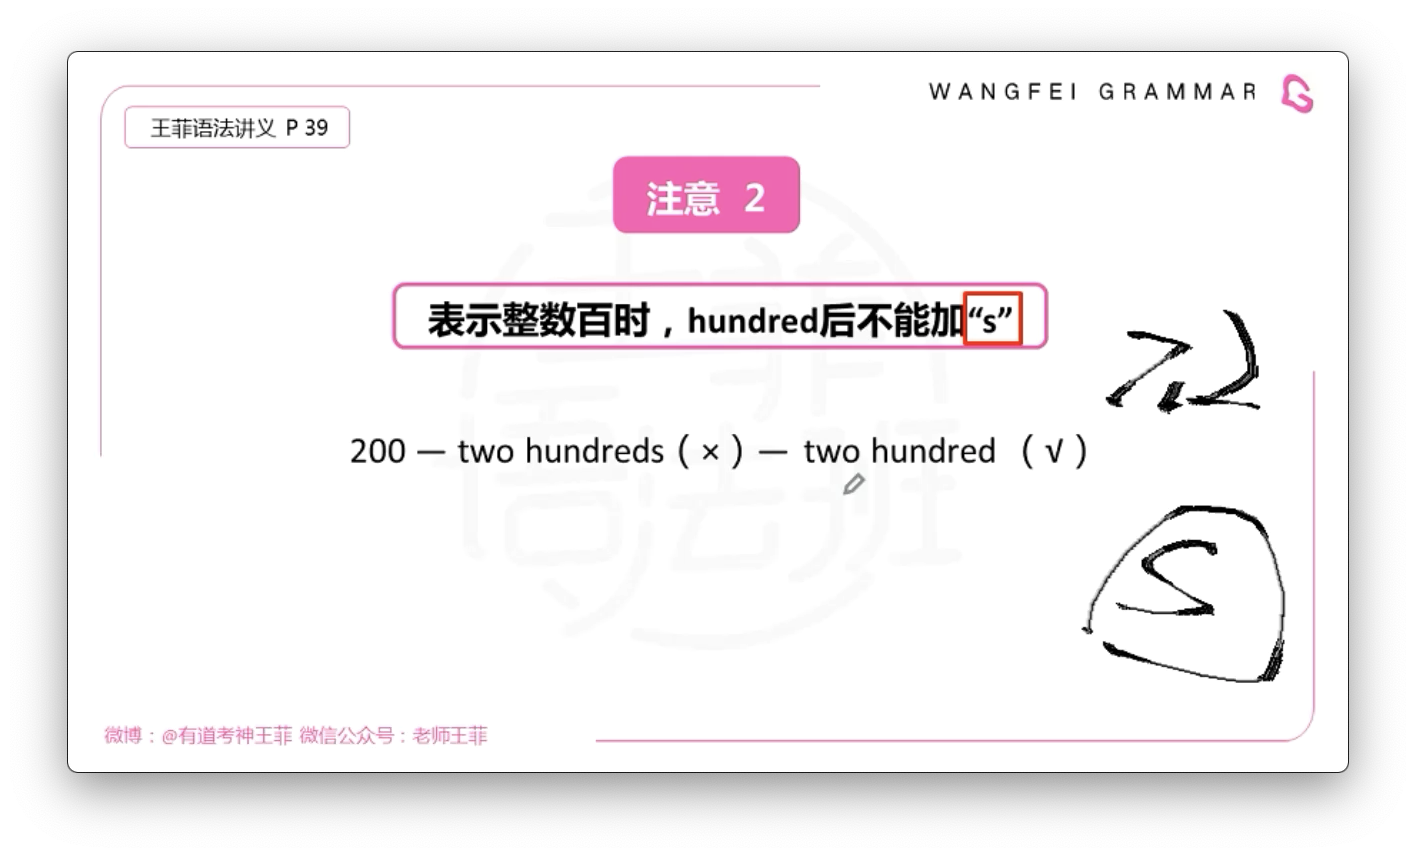 WANGFEI GRAMMAR
王菲语法讲义 P 39
注意 2
表示整数百时，hundred后不能加“s”
200 — two hundreds ( × ) — two hundred ( √ )
S
微博：@有道考神王菲 微信公众号：老师王菲